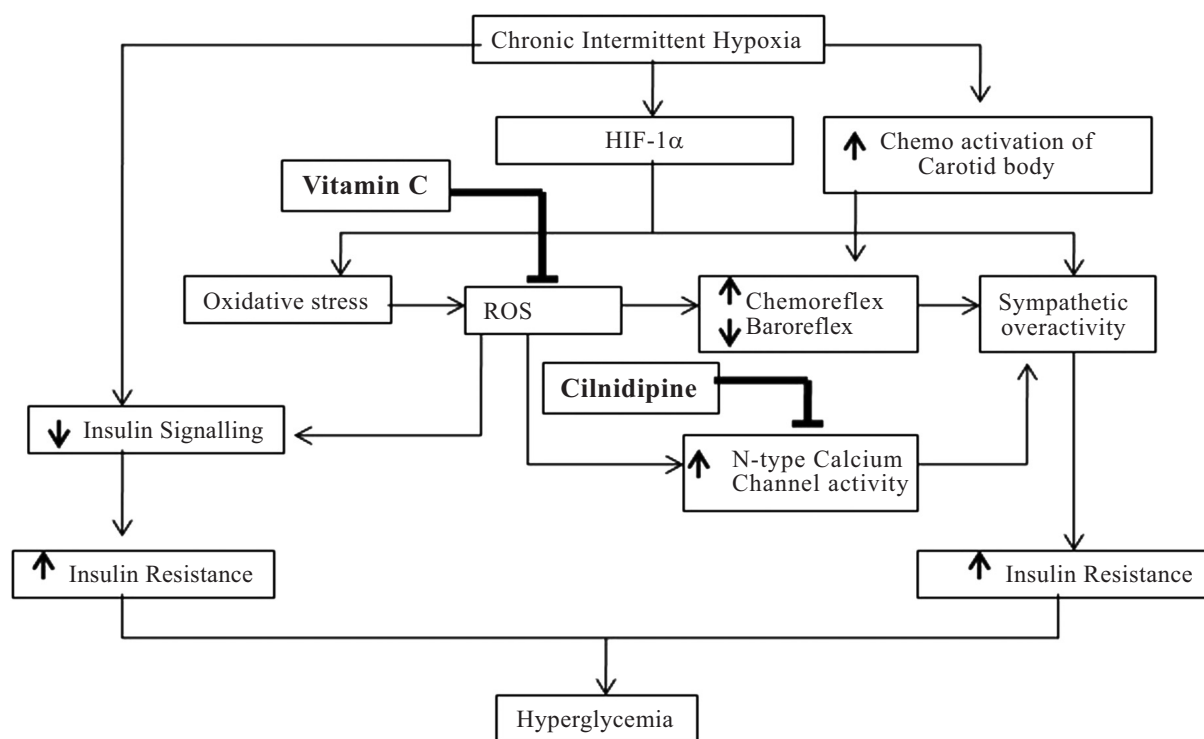 Chronic Intermittent Hypoxia
HIF-1α
Chemo activation of
Carotid body
Vitamin C
Oxidative stress
ROS
Chemoreflex
Baroreflex
Sympathetic
overactivity
Cilnidipine
Insulin Signalling
N-type Calcium
Channel activity
Insulin Resistance
Insulin Resistance
Hyperglycemia